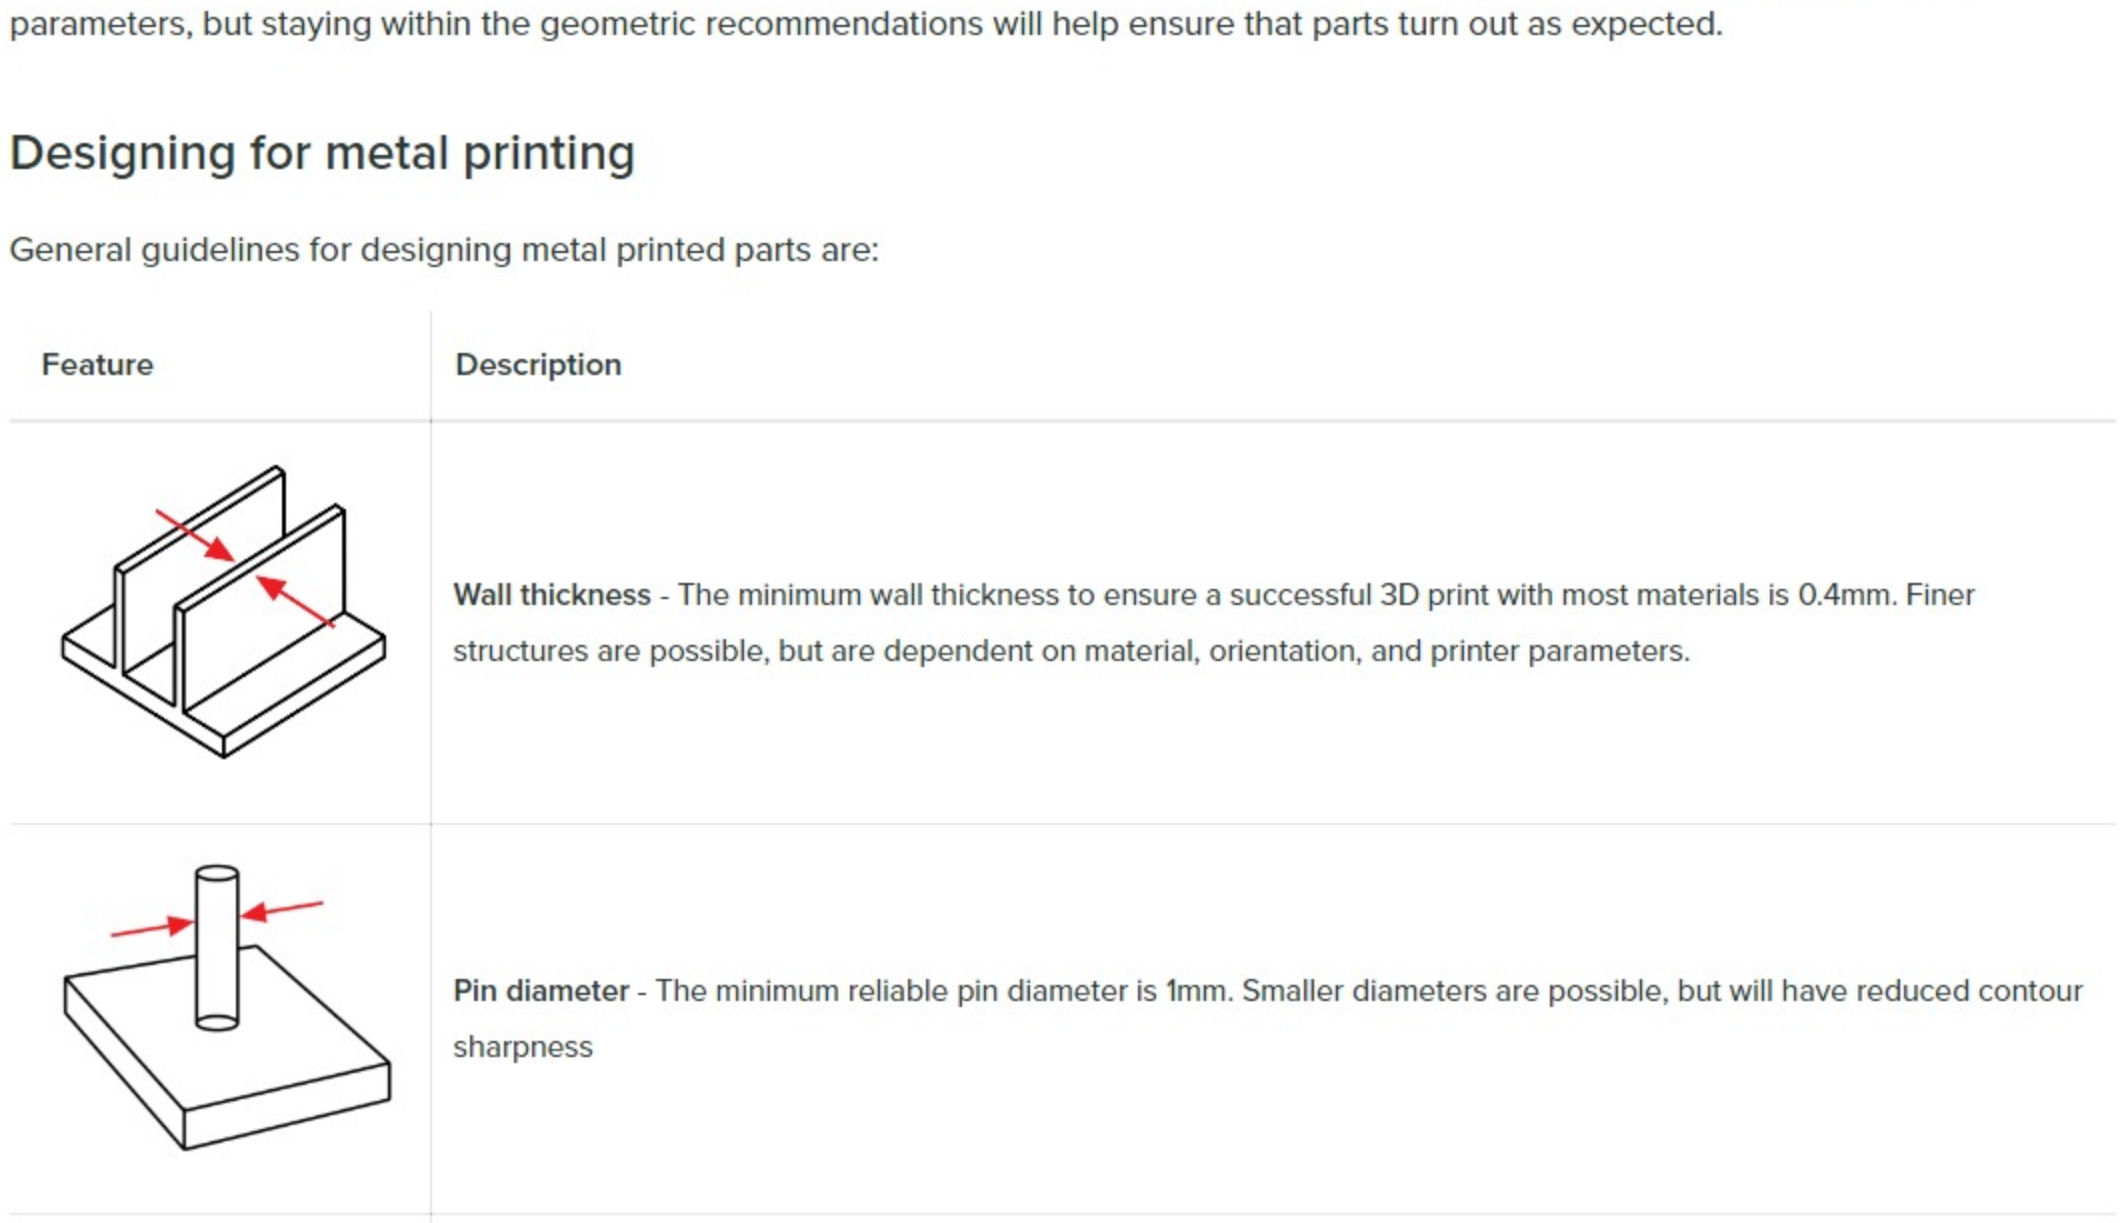 parameters, but staying within the geometric recommendations will help ensure that parts turn out as expected.
Designing for metal printing
General guidelines for designing metal printed parts are:
Feature
Description
Wall thickness - The minimum wall thickness to ensure a successful 3D print with most materials is 0.4mm. Finer
structures are possible, but are dependent on material, orientation, and printer parameters.
Pin diameter - The minimum reliable pin diameter is 1mm. Smaller diameters are possible, but will have reduced contour
sharpness